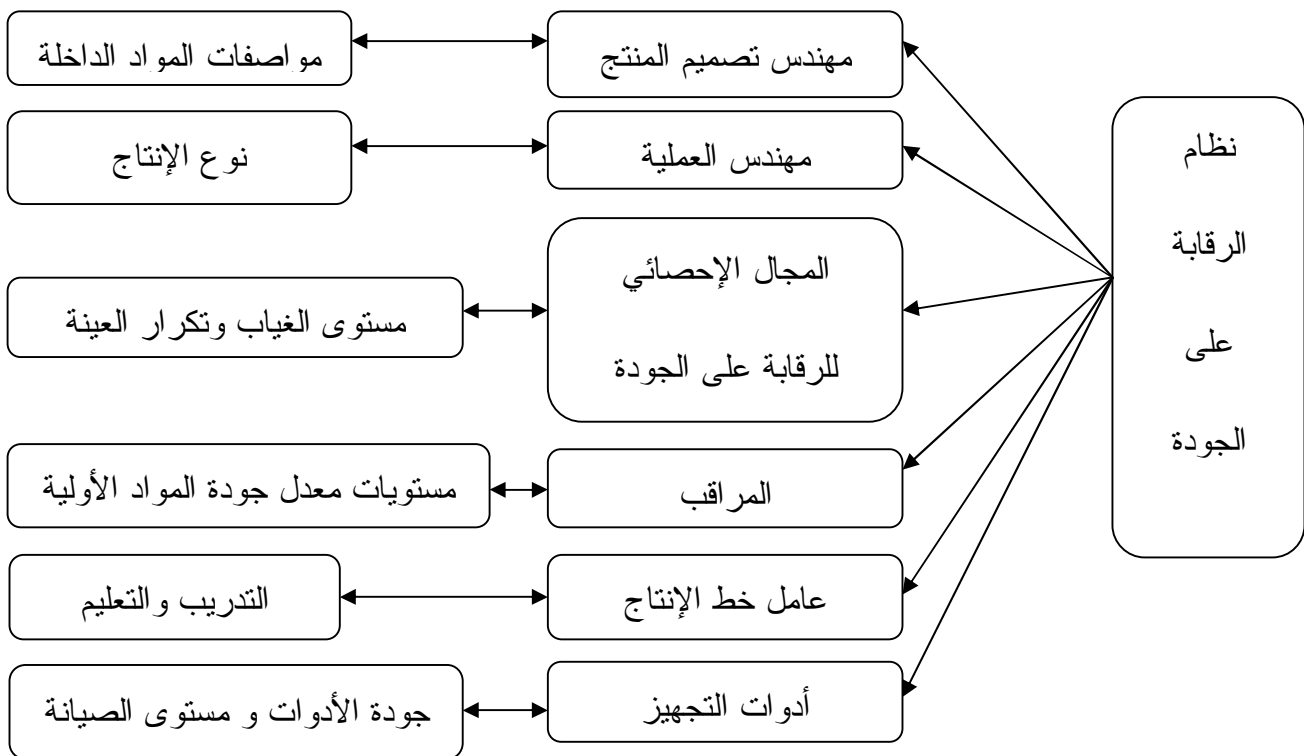 نظام
الرقابة
على
الجودة
مهندس تصميم المنتج
مواصفات المواد الداخلة
مهندس العملية
نوع الإنتاج
المجال الإحصائي
للرقابة على الجودة
مستوى الغياب وتكرار العينة
المراقب
مستويات معدل جودة المواد الأولية
عامل خط الإنتاج
التدريب والتعليم
أدوات التجهيز
جودة الأدوات و مستوى الصيانة